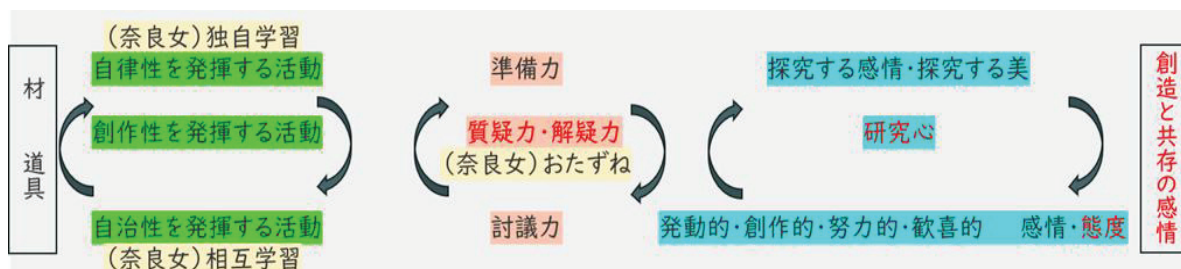 材
道
具
(奈良女)独自学習
自律性を発揮する活動
創作性を発揮する活動
自治性を発揮する活動
(奈良女)相互学習
準備力
質疑力・解疑力
(奈良女)おたずね
討議力
探究する感情・探究する美
研究心
発動的・創作的・努力的・歓喜的 感情・態度
創造と共存の感情